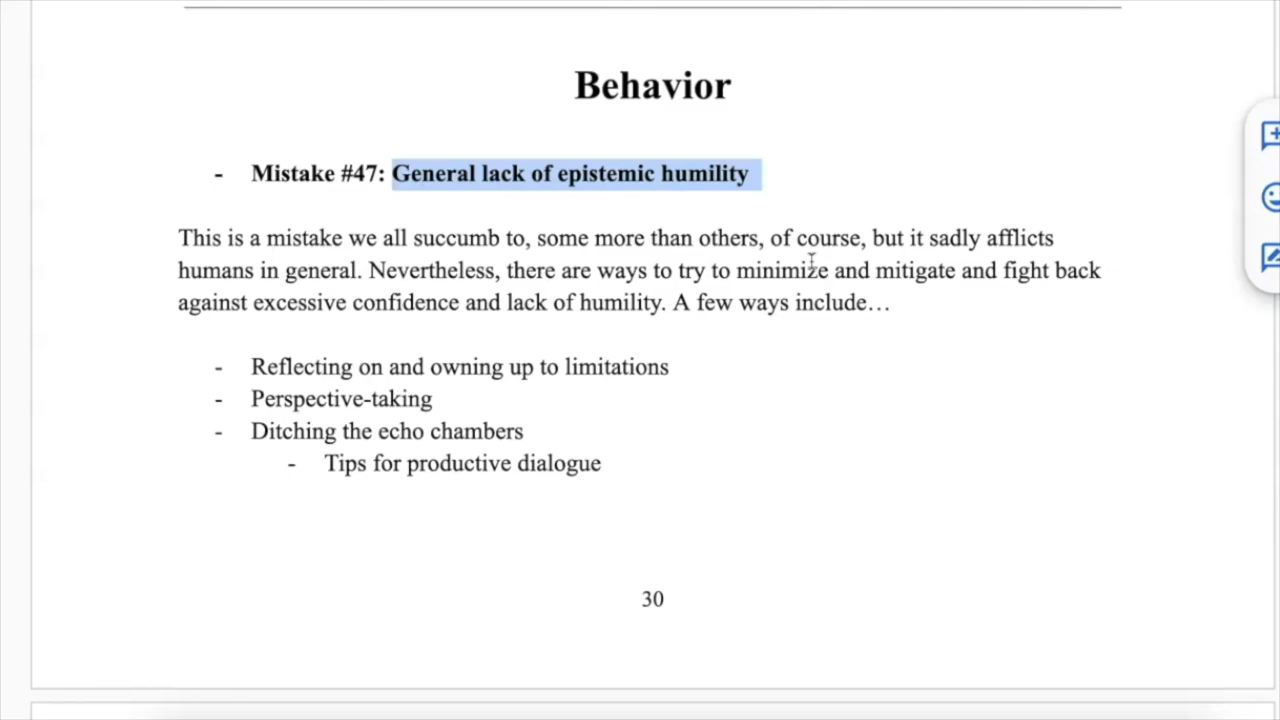 Behavior
- Mistake #47: General lack of epistemic humility
This is a mistake we all succumb to, some more than others, of course, but it sadly afflicts
humans in general. Nevertheless, there are ways to try to minimize and mitigate and fight back
against excessive confidence and lack of humility. A few ways include…
- Reflecting on and owning up to limitations
- Perspective-taking
- Ditching the echo chambers
- Tips for productive dialogue
30